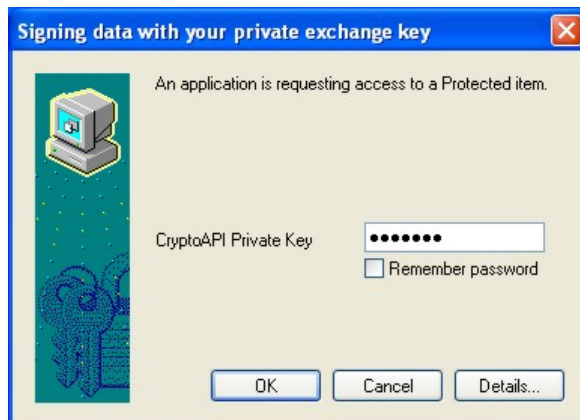 Signing data with your private exchange key
An application is requesting access to a Protected item.
CryptoAPI Private Key
●●●●●●●
Remember password
OK
Cancel
Details...